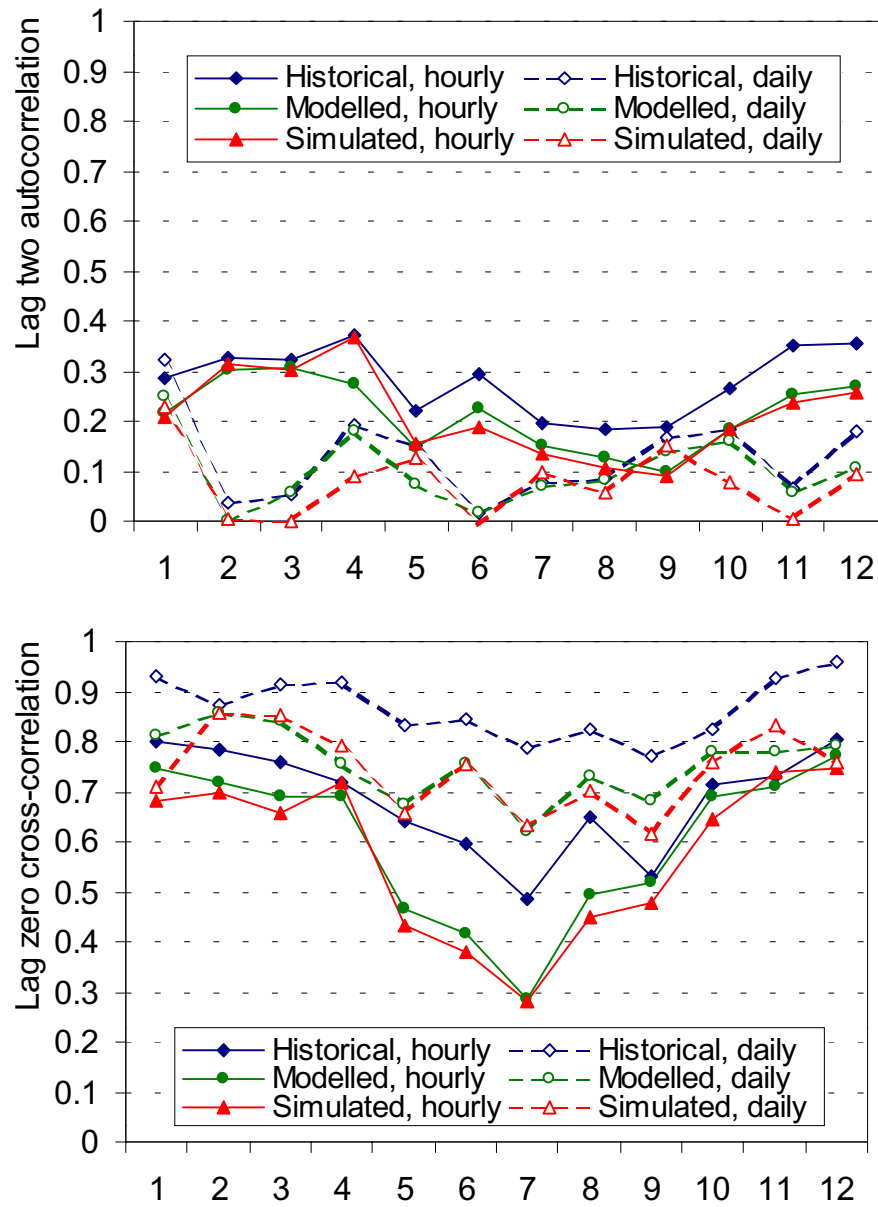 Lag two autocorrelation
1
0.9
0.8
0.7
0.6
0.5
0.4
0.3
0.2
0.1
0
Historical, hourly Historical, daily
Modelled, hourly Modelled, daily
Simulated, hourly Simulated, daily
1 2 3 4 5 6 7 8 9 10 11 12
Lag zero cross-correlation
1
0.9
0.8
0.7
0.6
0.5
0.4
0.3
0.2
0.1
0
Historical, hourly Historical, daily
Modelled, hourly Modelled, daily
Simulated, hourly Simulated, daily
1 2 3 4 5 6 7 8 9 10 11 12